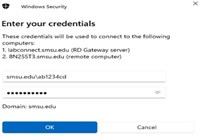 Windows Security
Enter your credentials
These credentials will be used to connect to the following
computers:
1. labconnect.smsu.edu (RD Gateway server)
2. 8N25ST3.smsu.edu (remote computer)
smsu.edu\ab1234cd
••••••••••
Domain: smsu.edu
OK
Cancel